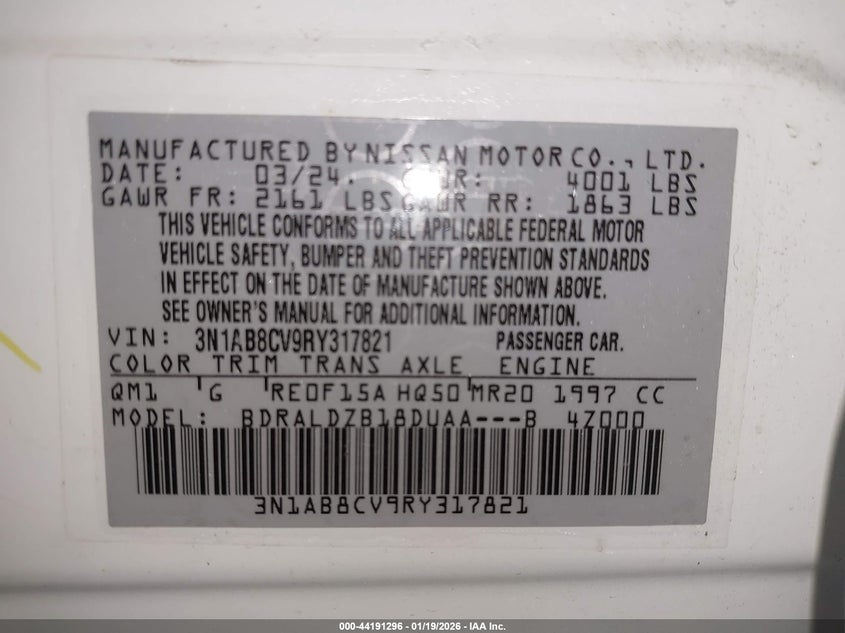 MANUFACTURED BY NISSAN MOTOR CO., LTD.
DATE: 03/24. LBS 4001 LBS
GAWR FR: 2161 LBS GAWR RR: 1863 LBS
THIS VEHICLE CONFORMS TO ALL APPLICABLE FEDERAL MOTOR
VEHICLE SAFETY, BUMPER AND THEFT PREVENTION STANDARDS
IN EFFECT ON THE DATE OF MANUFACTURE SHOWN ABOVE.
SEE OWNER'S MANUAL FOR ADDITIONAL INFORMATION.
VIN: 3N1AB8CV9RY317821 PASSENGER CAR.
COLOR TRIM TRANS AXLE ENGINE
QM1 G RE0F15A HQ50 MR20 1997 CC
MODEL: BDRALDZB18DUAA---B 4Z000
3N1AB8CV9RY317821
000-44191296 - 01/19/2026 - IAA Inc.